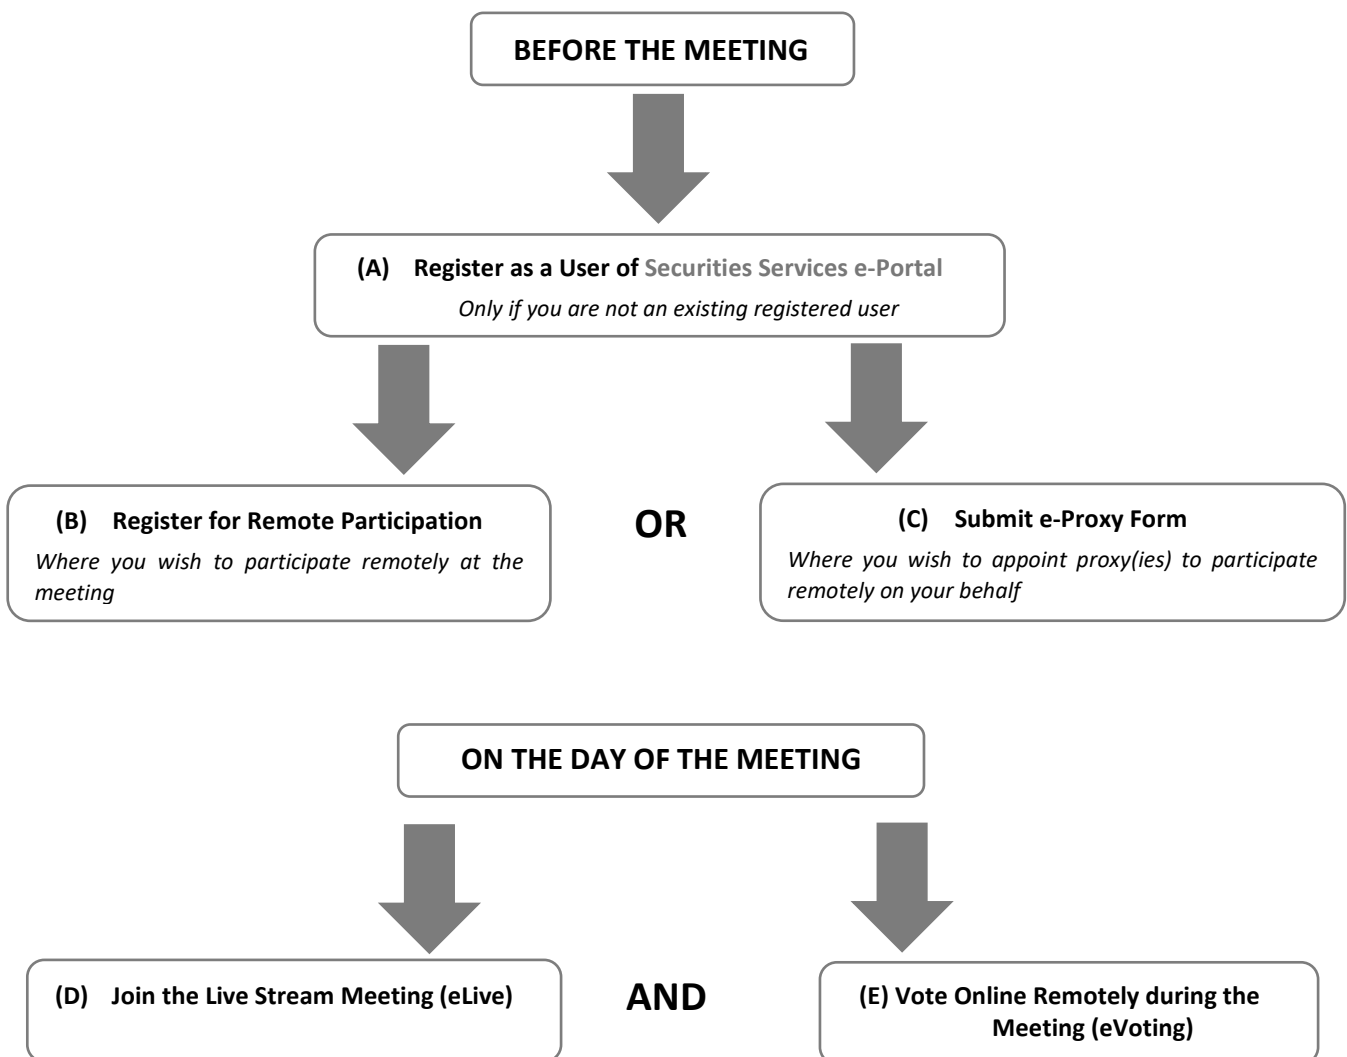 BEFORE THE MEETING
(A) Register as a User of Securities Services e-Portal
Only if you are not an existing registered user
(B) Register for Remote Participation
Where you wish to participate remotely at the
meeting
OR
(C) Submit e-Proxy Form
Where you wish to appoint proxy(ies) to participate
remotely on your behalf
ON THE DAY OF THE MEETING
(D) Join the Live Stream Meeting (eLive)
AND
(E) Vote Online Remotely during the
Meeting (eVoting)